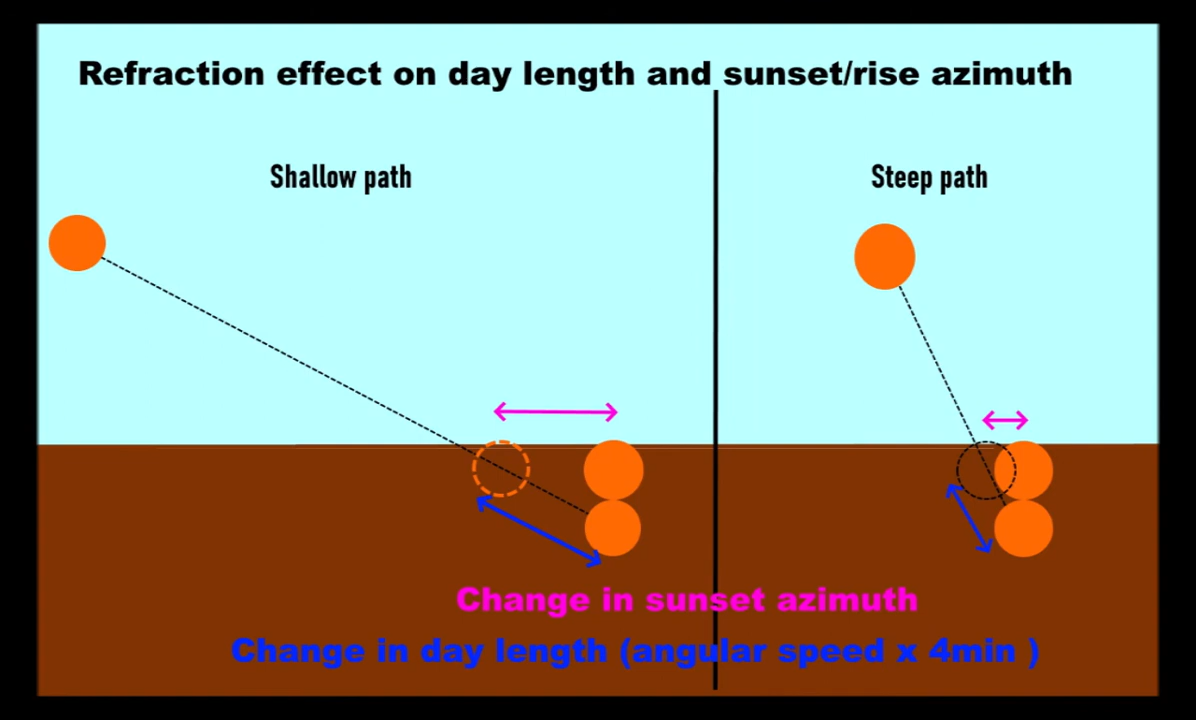 Refraction effect on day length and sunset/rise azimuth
Shallow path
Steep path
Change in sunset azimuth
Change in day length (angular speed x 4min )